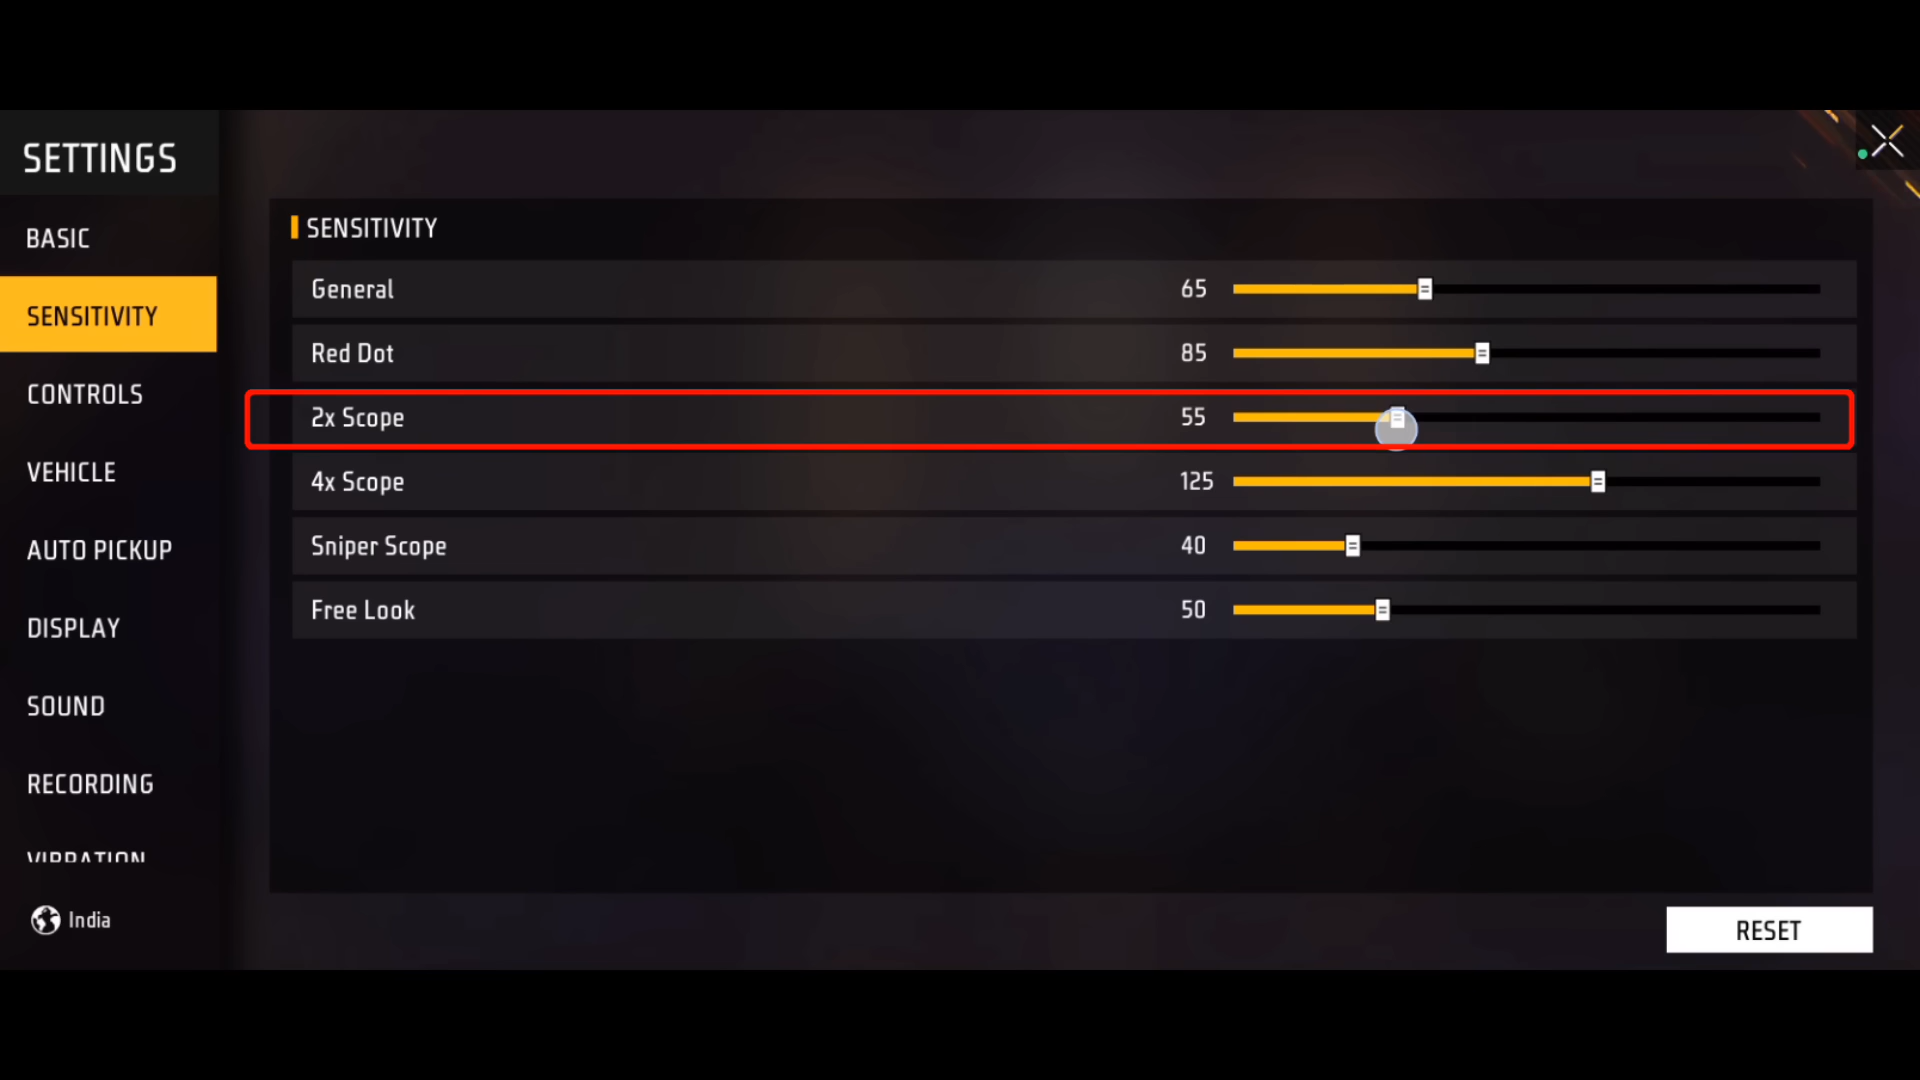 SETTINGS
BASIC
SENSITIVITY
CONTROLS
VEHICLE
AUTO PICKUP
DISPLAY
SOUND
RECORDING
VIBRATION
India
SENSITIVITY
General 65
Red Dot 85
2x Scope 55
4x Scope 125
Sniper Scope 40
Free Look 50
RESET